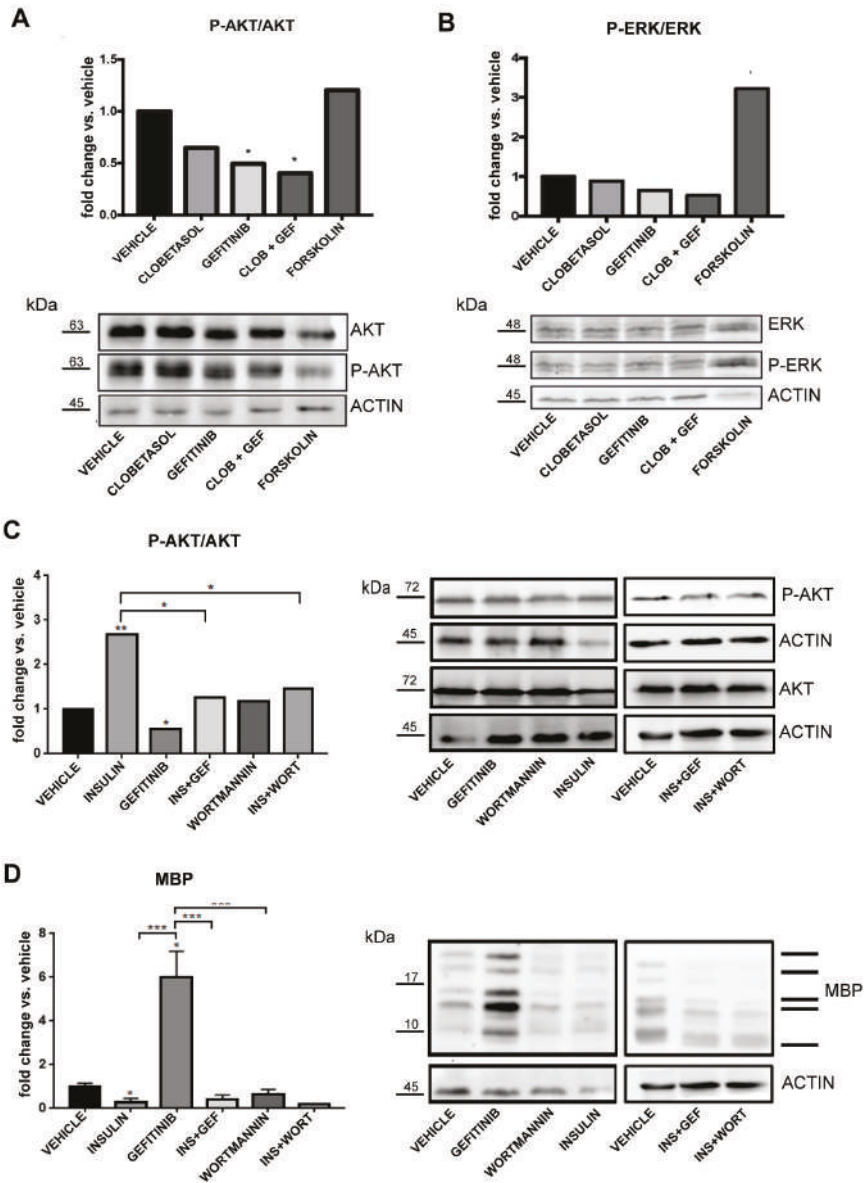 A
P-AKT/AKT
fold change vs. vehicle
1.5
1.0
0.5
0.0
*
*
VEHICLE
CLOBETASOL
GEFITINIB
CLOB + GEF
FORSKOLIN
kDa
63
AKT
63
P-AKT
45
ACTIN
VEHICLE
CLOBETASOL
GEFITINIB
CLOB + GEF
FORSKOLIN
B
P-ERK/ERK
fold change vs. vehicle
4
3
2
1
0
VEHICLE
CLOBETASOL
GEFITINIB
CLOB + GEF
FORSKOLIN
kDa
48
ERK
48
P-ERK
45
ACTIN
VEHICLE
CLOBETASOL
GEFITINIB
CLOB + GEF
FORSKOLIN
C
P-AKT/AKT
fold change vs. vehicle
4
3
2
1
0
*
*
**
*
VEHICLE
INSULIN
GEFITINIB
INS+GEF
WORTMANNIN
INS+WORT
kDa
72
P-AKT
45
ACTIN
72
AKT
45
ACTIN
VEHICLE
GEFITINIB
WORTMANNIN
INSULIN
VEHICLE
INS+GEF
INS+WORT
D
MBP
fold change vs. vehicle
8
6
4
2
0
***
***
*
*
VEHICLE
INSULIN
GEFITINIB
INS+GEF
WORTMANNIN
INS+WORT
kDa
17
10
MBP
45
ACTIN
VEHICLE
GEFITINIB
WORTMANNIN
INSULIN
VEHICLE
INS+GEF
INS+WORT